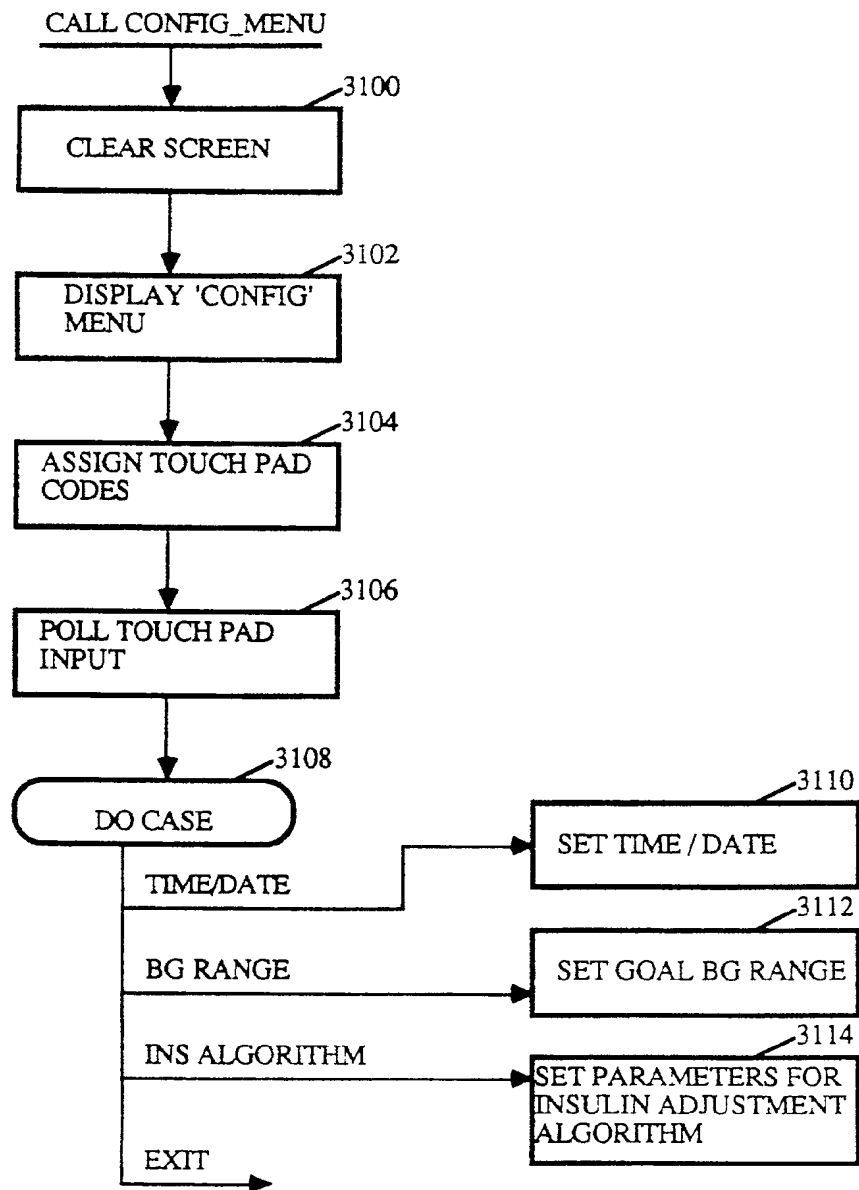 CALL CONFIG_MENU
3100
CLEAR SCREEN
3102
DISPLAY 'CONFIG'
MENU
3104
ASSIGN TOUCH PAD
CODES
3106
POLL TOUCH PAD
INPUT
3108
DO CASE
3110
TIME/DATE
SET TIME / DATE
3112
BG RANGE
SET GOAL BG RANGE
3114
INS ALGORITHM
SET PARAMETERS FOR
INSULIN ADJUSTMENT
ALGORITHM
EXIT